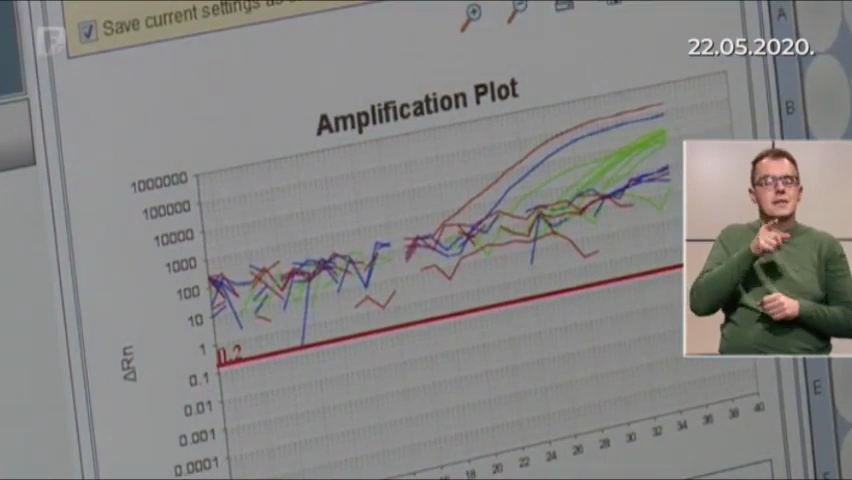 Save current settings as
22.05.2020.
A
Amplification Plot
B
1000000
100000
10000
1000
100
10
1
0.2
0.1
0.01
0.001
0.0001
ΔRn
18 20 22 24 26 28 30 32 34 36 38 40
E